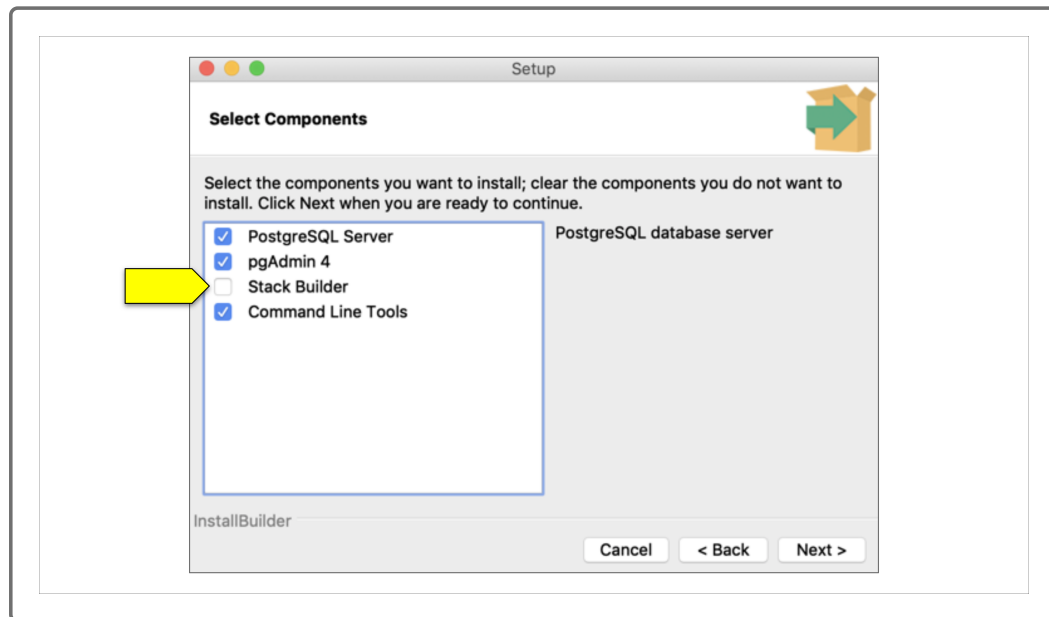 Setup
Select Components
Select the components you want to install; clear the components you do not want to
install. Click Next when you are ready to continue.
PostgreSQL Server
pgAdmin 4
Stack Builder
Command Line Tools
PostgreSQL database server
InstallBuilder
Cancel
< Back
Next >